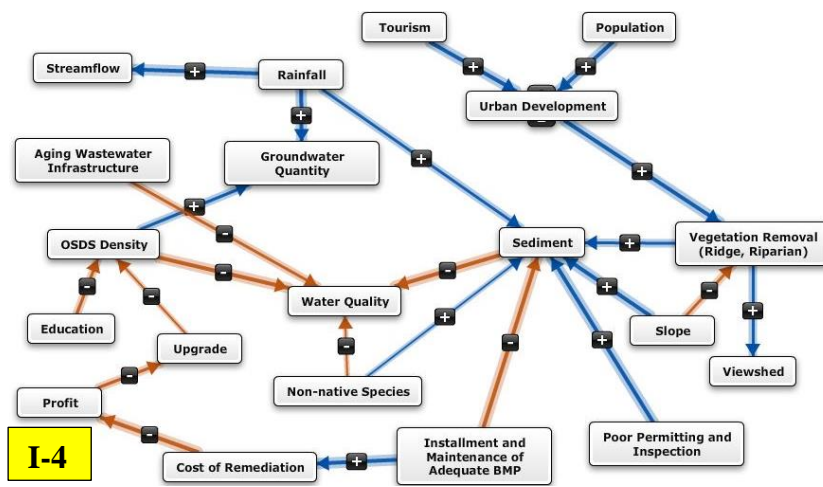 Tourism
Population
Streamflow
+
Rainfall
+
+
Urban Development
+
Aging Wastewater
Infrastructure
Groundwater
Quantity
+
+
+
-
OSDS Density
Sediment
+
Vegetation Removal
(Ridge, Riparian)
-
-
-
Water Quality
+
-
-
Education
+
Slope
+
Upgrade
-
-
+
Viewshed
-
Non-native Species
Profit
-
Installment and
Maintenance of
Adequate BMP
Poor Permitting and
Inspection
I-4
Cost of Remediation
+